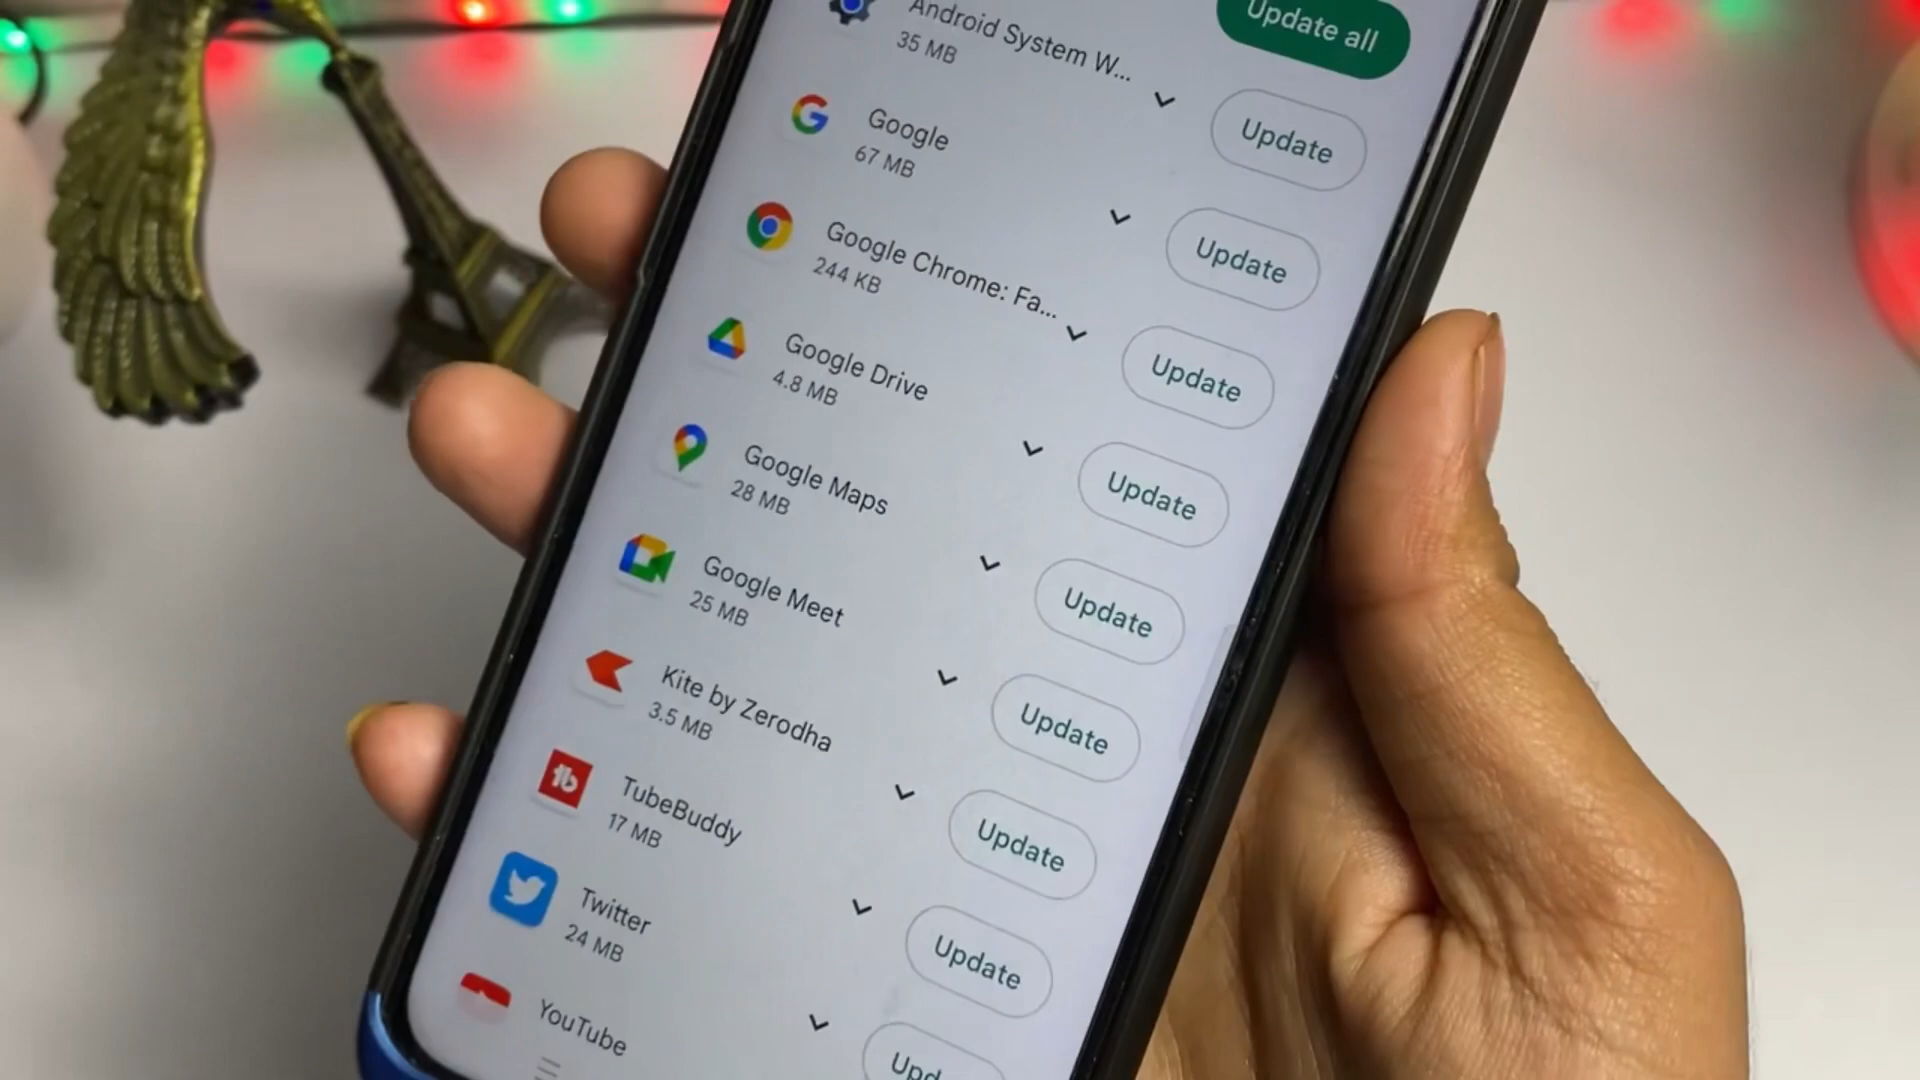 Update all
Android System W...
35 MB
Update
Google
67 MB
Update
Google Chrome: Fa...
244 KB
Update
Google Drive
4.8 MB
Update
Google Maps
28 MB
Update
Google Meet
25 MB
Update
Kite by Zerodha
3.5 MB
Update
TubeBuddy
17 MB
Update
Twitter
24 MB
YouTube
Upd